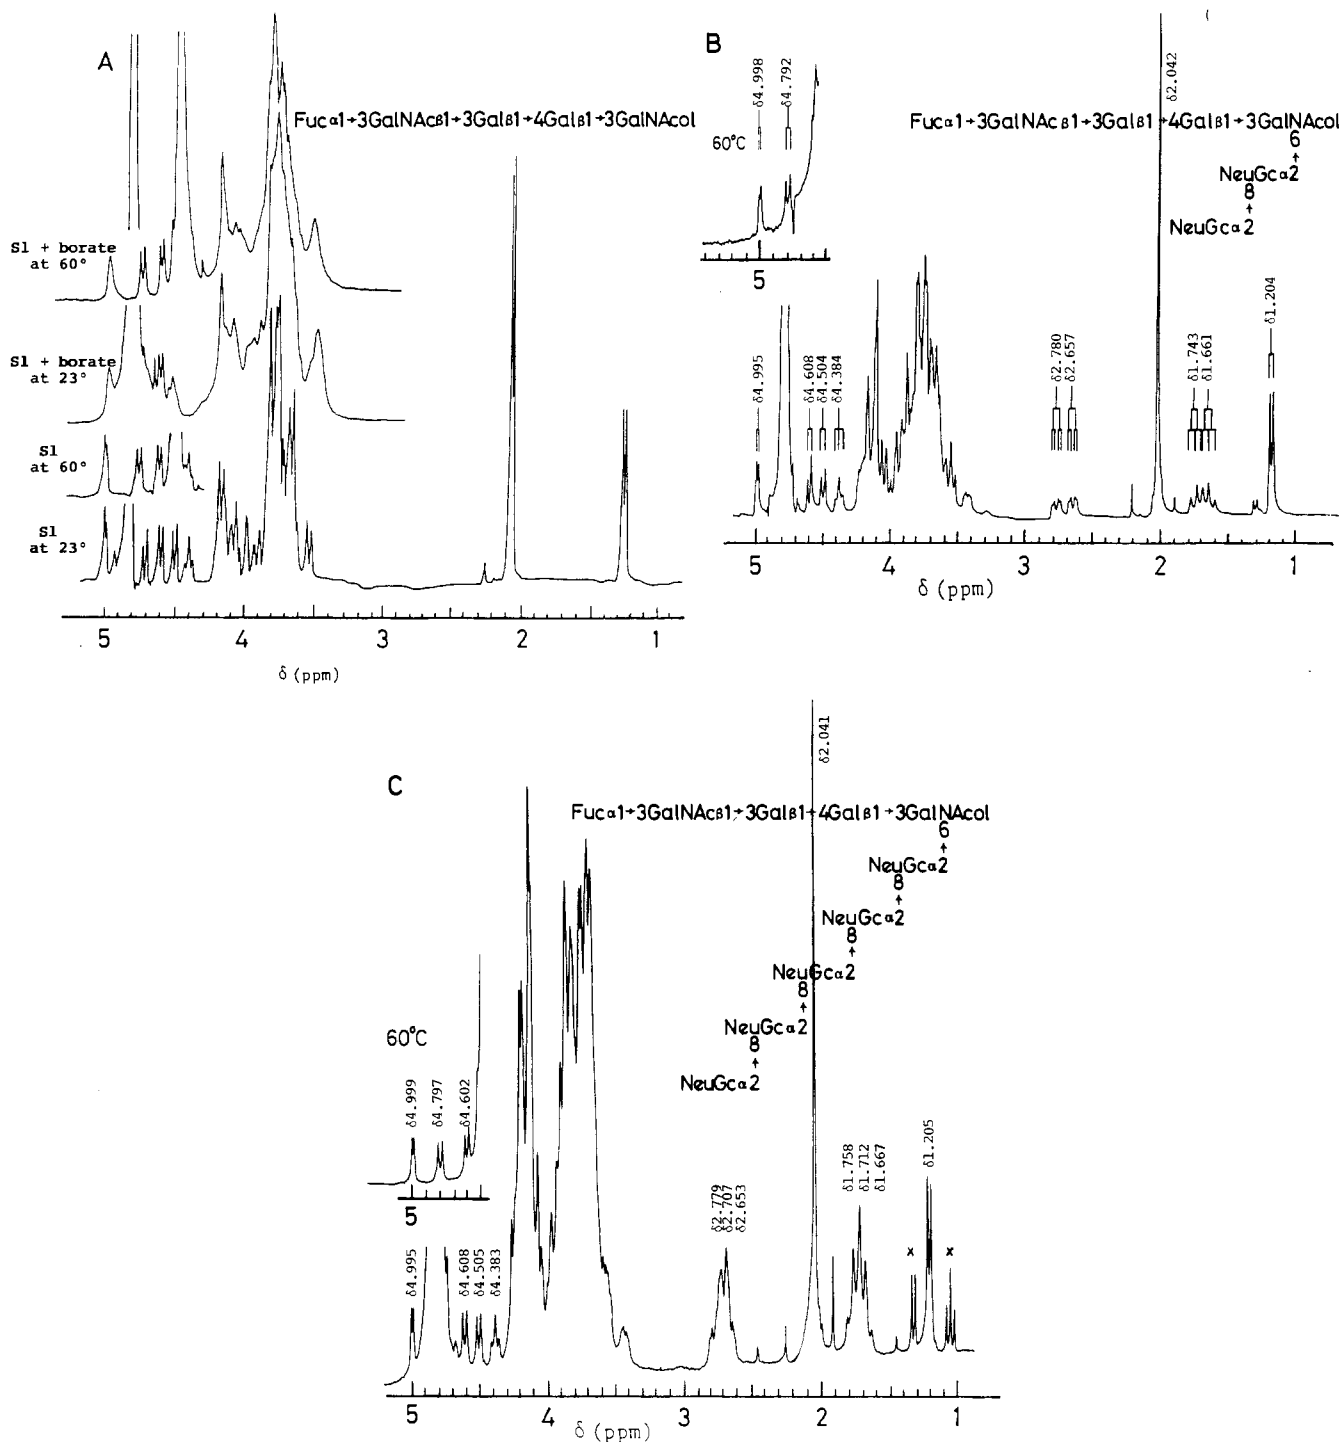 A
Fucα1→3GalNAcβ1→3Galβ1→4Galβ1→3GalNAcol
S1 + borate
at 60°
S1 + borate
at 23°
S1
at 60°
S1
at 23°
5 4 3 2 1
δ (ppm)
B
δ4.998
δ4.792
60°C
5
δ2.042
Fucα1→3GalNAcβ1→3Galβ1→4Galβ1→3GalNAcol
6
↑
NeuGcα2
8
↑
NeuGcα2
δ4.995
δ4.608
δ4.504
δ4.384
δ2.780
δ2.657
δ1.743
δ1.661
δ1.204
5 4 3 2 1
δ (ppm)
C
δ2.041
Fucα1→3GalNAcβ1→3Galβ1→4Galβ1→3GalNAcol
6
↑
NeuGcα2
8
↑
NeuGcα2
8
↑
NeuGcα2
8
↑
NeuGcα2
8
↑
NeuGcα2
60°C
δ4.999
δ4.797
δ4.602
5
δ4.995
δ4.608
δ4.505
δ4.383
δ2.779
δ2.707
δ2.653
δ1.758
δ1.712
δ1.667
δ1.205
x x
5 4 3 2 1
δ (ppm)